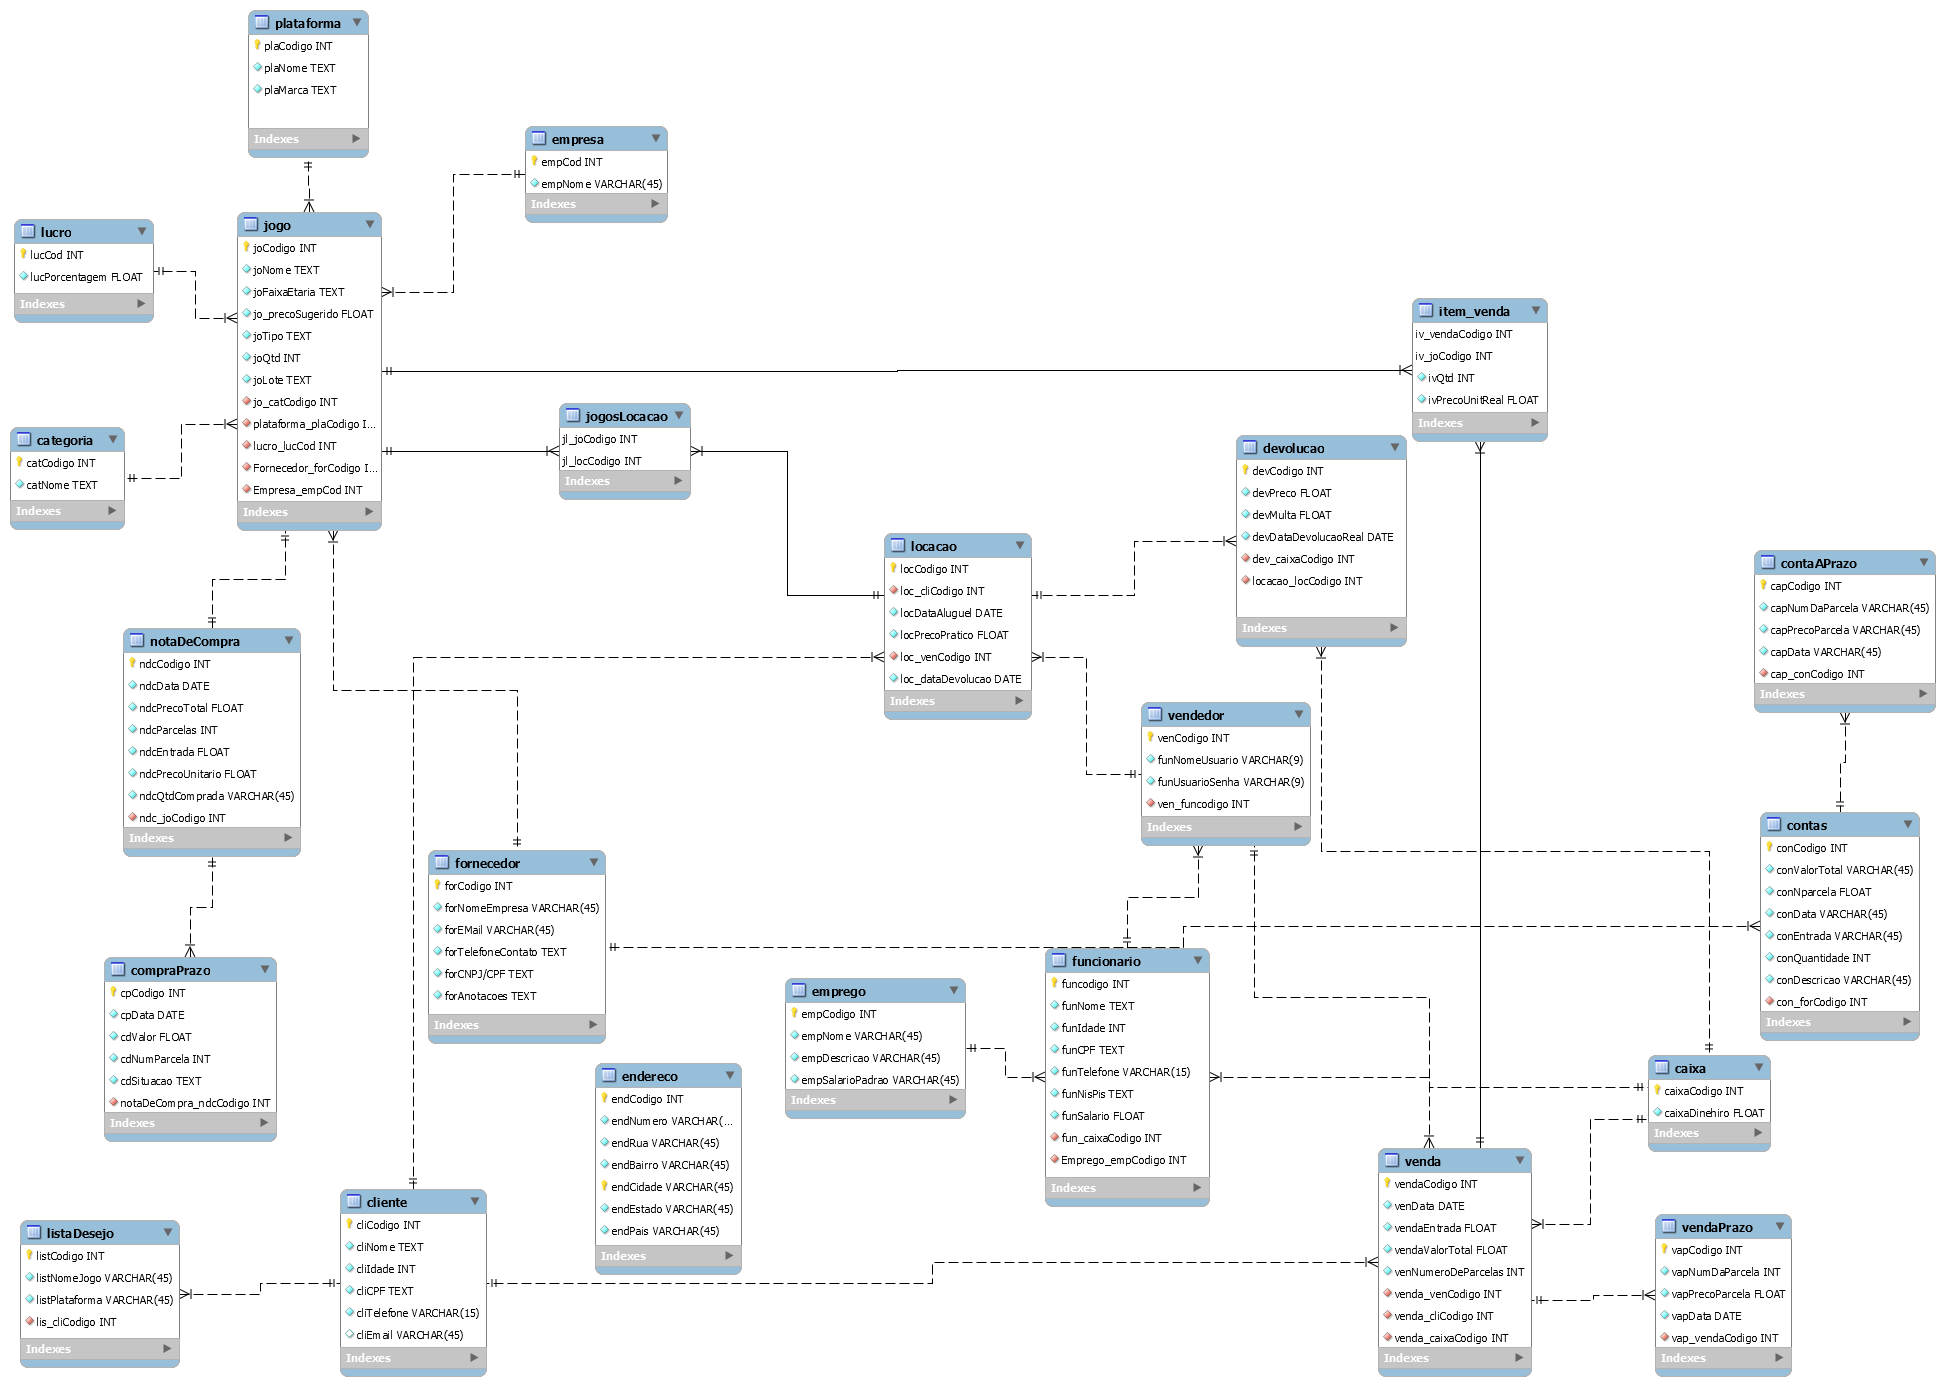 plataforma
plaCodigo INT
plaNome TEXT
plaMarca TEXT
Indexes
empresa
empCod INT
empNome VARCHAR(45)
Indexes
lucro
lucCod INT
lucPorcentagem FLOAT
Indexes
jogo
joCodigo INT
joNome TEXT
joFaixaEtaria TEXT
jo_precoSugerido FLOAT
joTipo TEXT
joQtd INT
joLote TEXT
jo_catCodigo INT
plataforma_plaCodigo I...
lucro_lucCod INT
Fornecedor_forCodigo I...
Empresa_empCod INT
Indexes
categoria
catCodigo INT
catNome TEXT
Indexes
item_venda
iv_vendaCodigo INT
iv_joCodigo INT
ivQtd INT
ivPrecoUnitReal FLOAT
Indexes
jogosLocacao
jl_joCodigo INT
jl_locCodigo INT
Indexes
devolucao
devCodigo INT
devPreco FLOAT
devMulta FLOAT
devDataDevolucaoReal DATE
dev_caixaCodigo INT
locacao_locCodigo INT
Indexes
locacao
locCodigo INT
loc_cliCodigo INT
locDataAluguel DATE
locPrecoPratico FLOAT
loc_venCodigo INT
loc_dataDevolucao DATE
Indexes
contaAPrazo
capCodigo INT
capNumDaParcela VARCHAR(45)
capPrecoParcela VARCHAR(45)
capData VARCHAR(45)
cap_conCodigo INT
Indexes
notaDeCompra
ndcCodigo INT
ndcData DATE
ndcPrecoTotal FLOAT
ndcParcelas INT
ndcEntrada FLOAT
ndcPrecoUnitario FLOAT
ndcQtdComprada VARCHAR(45)
ndc_joCodigo INT
Indexes
vendedor
venCodigo INT
funNomeUsuario VARCHAR(9)
funUsuarioSenha VARCHAR(9)
ven_funcodigo INT
Indexes
contas
conCodigo INT
conValorTotal VARCHAR(45)
conNparcela FLOAT
conData VARCHAR(45)
conEntrada VARCHAR(45)
conQuantidade INT
conDescricao VARCHAR(45)
con_forCodigo INT
Indexes
fornecedor
forCodigo INT
forNomeEmpresa VARCHAR(45)
forEMail VARCHAR(45)
forTelefoneContato TEXT
forCNPJ/CPF TEXT
forAnotacoes TEXT
Indexes
compraPrazo
cpCodigo INT
cpData DATE
cdValor FLOAT
cdNumParcela INT
cdSituacao TEXT
notaDeCompra_ndcCodigo INT
Indexes
emprego
empCodigo INT
empNome VARCHAR(45)
empDescricao VARCHAR(45)
empSalarioPadrao VARCHAR(45)
Indexes
funcionario
funcodigo INT
funNome TEXT
funIdade INT
funCPF TEXT
funTelefone VARCHAR(15)
funNisPis TEXT
funSalario FLOAT
fun_caixaCodigo INT
Emprego_empCodigo INT
Indexes
caixa
caixaCodigo INT
caixaDinehiro FLOAT
Indexes
endereco
endCodigo INT
endNumero VARCHAR(...
endRua VARCHAR(45)
endBairro VARCHAR(45)
endCidade VARCHAR(45)
endEstado VARCHAR(45)
endPais VARCHAR(45)
Indexes
venda
vendaCodigo INT
venData DATE
vendaEntrada FLOAT
vendaValorTotal FLOAT
venNumeroDeParcelas INT
venda_venCodigo INT
venda_cliCodigo INT
venda_caixaCodigo INT
Indexes
cliente
cliCodigo INT
cliNome TEXT
cliIdade INT
cliCPF TEXT
cliTelefone VARCHAR(15)
cliEmail VARCHAR(45)
Indexes
listaDesejo
listCodigo INT
listNomeJogo VARCHAR(45)
listPlataforma VARCHAR(45)
lis_cliCodigo INT
Indexes
vendaPrazo
vapCodigo INT
vapNumDaParcela INT
vapPrecoParcela FLOAT
vapData DATE
vap_vendaCodigo INT
Indexes